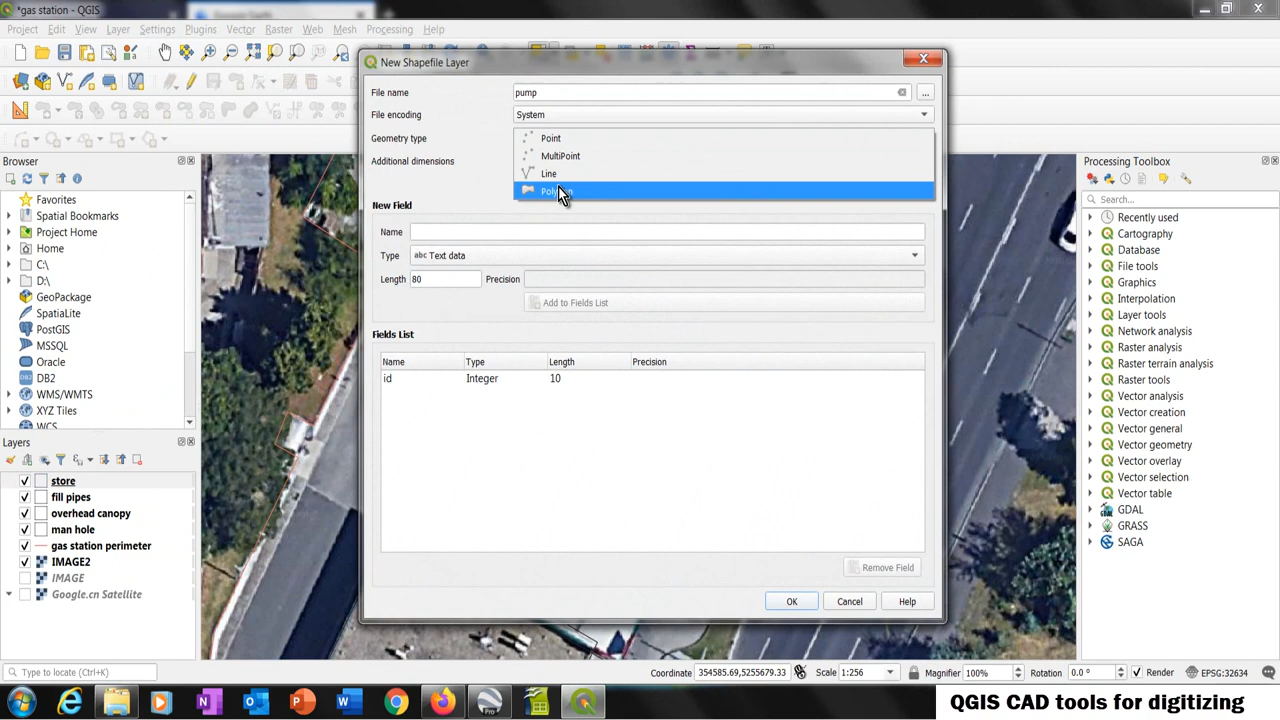 *gas station - QGIS
Project Edit View Layer Settings Plugins Vector Raster Database Web Mesh Processing Help
New Shapefile Layer
File name pump ...
File encoding System
Geometry type
Point
MultiPoint
Line
Additional dimensions
New Field
Name
Type abc Text data
Length 80 Precision
Add to Fields List
Fields List
Name Type Length Precision
id Integer 10
Remove Field
OK Cancel Help
Browser
Favorites
Spatial Bookmarks
Project Home
Home
C:\
D:\
GeoPackage
SpatiaLite
PostGIS
MSSQL
Oracle
DB2
WMS/WMTS
XYZ Tiles
WCS
Layers
store
fill pipes
overhead canopy
man hole
gas station perimeter
IMAGE2
IMAGE
Google.cn Satellite
Processing Toolbox
Search...
Recently used
Cartography
Database
File tools
Graphics
Interpolation
Layer tools
Network analysis
Raster analysis
Raster terrain analysis
Raster tools
Vector analysis
Vector creation
Vector general
Vector geometry
Vector overlay
Vector selection
Vector table
GDAL
GRASS
SAGA
Type to locate (Ctrl+K) Coordinate 354585.69,5255679.33 Scale 1:256 Magnifier 100% Rotation 0.0 ° Render EPSG:32634
Pro
QGIS CAD tools for digitizing